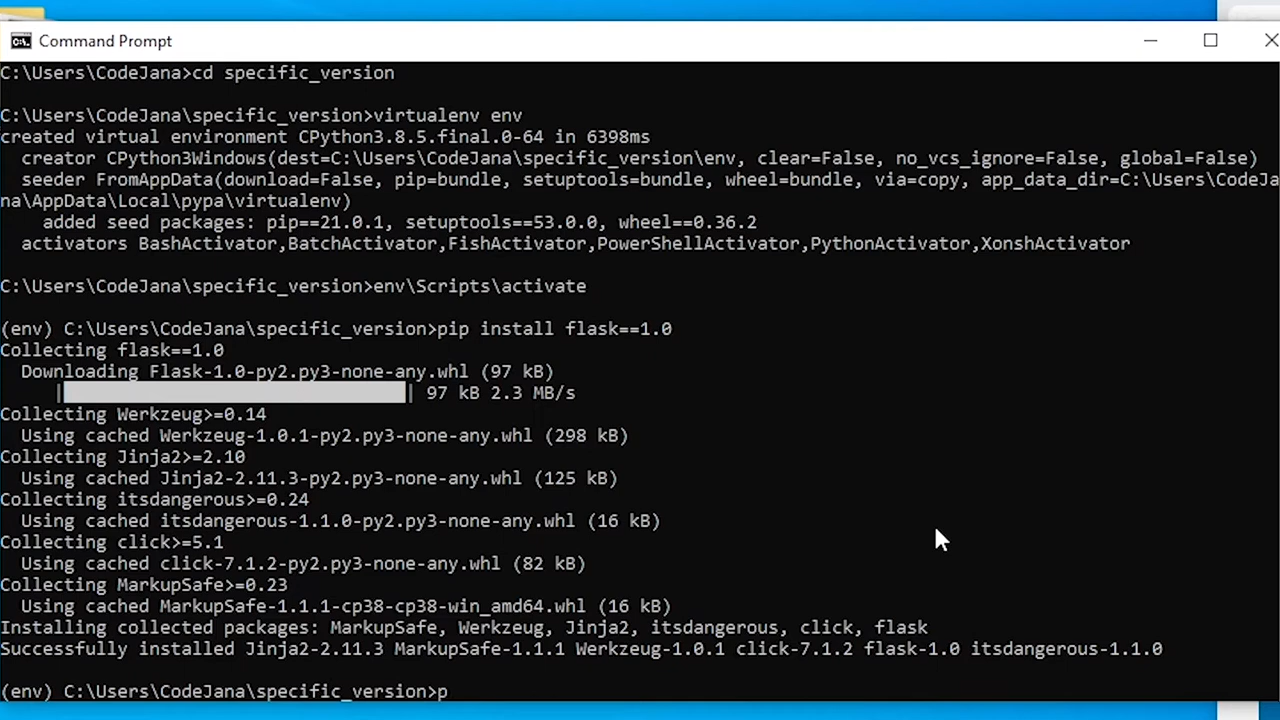 Command Prompt
C:\Users\CodeJana>cd specific_version
C:\Users\CodeJana\specific_version>virtualenv env
created virtual environment CPython3.8.5.final.0-64 in 6398ms
  creator CPython3Windows(dest=C:\Users\CodeJana\specific_version\env, clear=False, no_vcs_ignore=False, global=False)
  seeder FromAppData(download=False, pip=bundle, setuptools=bundle, wheel=bundle, via=copy, app_data_dir=C:\Users\CodeJa
na\AppData\Local\pypa\virtualenv)
    added seed packages: pip==21.0.1, setuptools==53.0.0, wheel==0.36.2
  activators BashActivator,BatchActivator,FishActivator,PowerShellActivator,PythonActivator,XonshActivator
C:\Users\CodeJana\specific_version>env\Scripts\activate
(env) C:\Users\CodeJana\specific_version>pip install flask==1.0
Collecting flask==1.0
  Downloading Flask-1.0-py2.py3-none-any.whl (97 kB)
     | | 97 kB 2.3 MB/s
Collecting Werkzeug>=0.14
  Using cached Werkzeug-1.0.1-py2.py3-none-any.whl (298 kB)
Collecting Jinja2>=2.10
  Using cached Jinja2-2.11.3-py2.py3-none-any.whl (125 kB)
Collecting itsdangerous>=0.24
  Using cached itsdangerous-1.1.0-py2.py3-none-any.whl (16 kB)
Collecting click>=5.1
  Using cached click-7.1.2-py2.py3-none-any.whl (82 kB)
Collecting MarkupSafe>=0.23
  Using cached MarkupSafe-1.1.1-cp38-cp38-win_amd64.whl (16 kB)
Installing collected packages: MarkupSafe, Werkzeug, Jinja2, itsdangerous, click, flask
Successfully installed Jinja2-2.11.3 MarkupSafe-1.1.1 Werkzeug-1.0.1 click-7.1.2 flask-1.0 itsdangerous-1.1.0
(env) C:\Users\CodeJana\specific_version>p